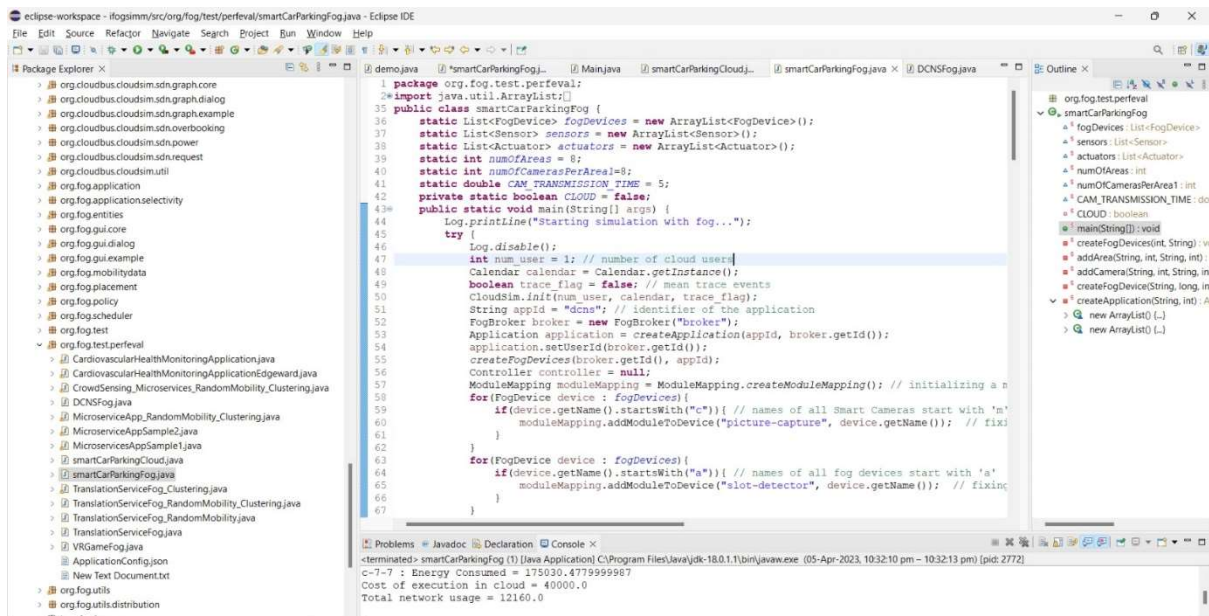 eclipse-workspace - ifogsimm/src/org/fog/test/perfeval/smartCarParkingFog.java - Eclipse IDE
File Edit Source Refactor Navigate Search Project Run Window Help
Package Explorer
org.cloudbus.cloudsim.sdn.graph.core
org.cloudbus.cloudsim.sdn.graph.dialog
org.cloudbus.cloudsim.sdn.graph.example
org.cloudbus.cloudsim.sdn.overbooking
org.cloudbus.cloudsim.sdn.power
org.cloudbus.cloudsim.sdn.request
org.cloudbus.cloudsim.util
org.fog.application
org.fog.application.selectivity
org.fog.entities
org.fog.gui.core
org.fog.gui.dialog
org.fog.gui.example
org.fog.mobilitydata
org.fog.placement
org.fog.policy
org.fog.scheduler
org.fog.test
org.fog.test.perfeval
CardiovascularHealthMonitoringApplication.java
CardiovascularHealthMonitoringApplicationEdgeward.java
CrowdSensing_Microservices_RandomMobility_Clustering.java
DCNSFog.java
MicroserviceApp_RandomMobility_Clustering.java
MicroserviceAppSample2.java
MicroservicesAppSample1.java
smartCarParkingCloud.java
smartCarParkingFog.java
TranslationServiceFog_Clustering.java
TranslationServiceFog_RandomMobility_Clustering.java
TranslationServiceFog_RandomMobility.java
TranslationServiceFog.java
VRGameFog.java
ApplicationConfig.json
New Text Document.txt
org.fog.utils
org.fog.utils.distribution
demo.java *smartCarParkingFog.j... Main.java smartCarParkingCloud.j... smartCarParkingFog.java DCNSFog.java
1 package org.fog.test.perfeval;
2 import java.util.ArrayList;
35 public class smartCarParkingFog {
36 static List<FogDevice> fogDevices = new ArrayList<FogDevice>();
37 static List<Sensor> sensors = new ArrayList<Sensor>();
38 static List<Actuator> actuators = new ArrayList<Actuator>();
39 static int numOfAreas = 8;
40 static int numOfCamerasPerArea1=8;
41 static double CAM_TRANSMISSION_TIME = 5;
42 private static boolean CLOUD = false;
43 public static void main(String[] args) {
44 Log.printLine("Starting simulation with fog...");
45 try {
46 Log.disable();
47 int num_user = 1; // number of cloud users
48 Calendar calendar = Calendar.getInstance();
49 boolean trace_flag = false; // mean trace events
50 CloudSim.init(num_user, calendar, trace_flag);
51 String appId = "dcns"; // identifier of the application
52 FogBroker broker = new FogBroker("broker");
53 Application application = createApplication(appId, broker.getId());
54 application.setUserId(broker.getId());
55 createFogDevices(broker.getId(), appId);
56 Controller controller = null;
57 ModuleMapping moduleMapping = ModuleMapping.createModuleMapping(); // initializing a m
58 for(FogDevice device : fogDevices){
59 if(device.getName().startsWith("c")){ // names of all Smart Cameras start with 'm'
60 moduleMapping.addModuleToDevice("picture-capture", device.getName()); // fixi
61 }
62 }
63 for(FogDevice device : fogDevices){
64 if(device.getName().startsWith("a")){ // names of all fog devices start with 'a'
65 moduleMapping.addModuleToDevice("slot-detector", device.getName()); // fixing
66 }
67 }
Outline
org.fog.test.perfeval
smartCarParkingFog
fogDevices : List<FogDevice>
sensors : List<Sensor>
actuators : List<Actuator>
numOfAreas : int
numOfCamerasPerArea1 : int
CAM_TRANSMISSION_TIME : do
CLOUD : boolean
main(String[]) : void
createFogDevices(int, String) : v
addArea(String, int, String, int) :
addCamera(String, int, String, in
createFogDevice(String, long, in
createApplication(String, int) : A
new ArrayList() {...}
new ArrayList() {...}
Problems Javadoc Declaration Console
<terminated> smartCarParkingFog (1) [Java Application] C:\Program Files\Java\jdk-18.0.1.1\bin\javaw.exe (05-Apr-2023, 10:32:10 pm – 10:32:13 pm) [pid: 2772]
c-7-7 : Energy Consumed = 175030.4779999987
Cost of execution in cloud = 40000.0
Total network usage = 12160.0